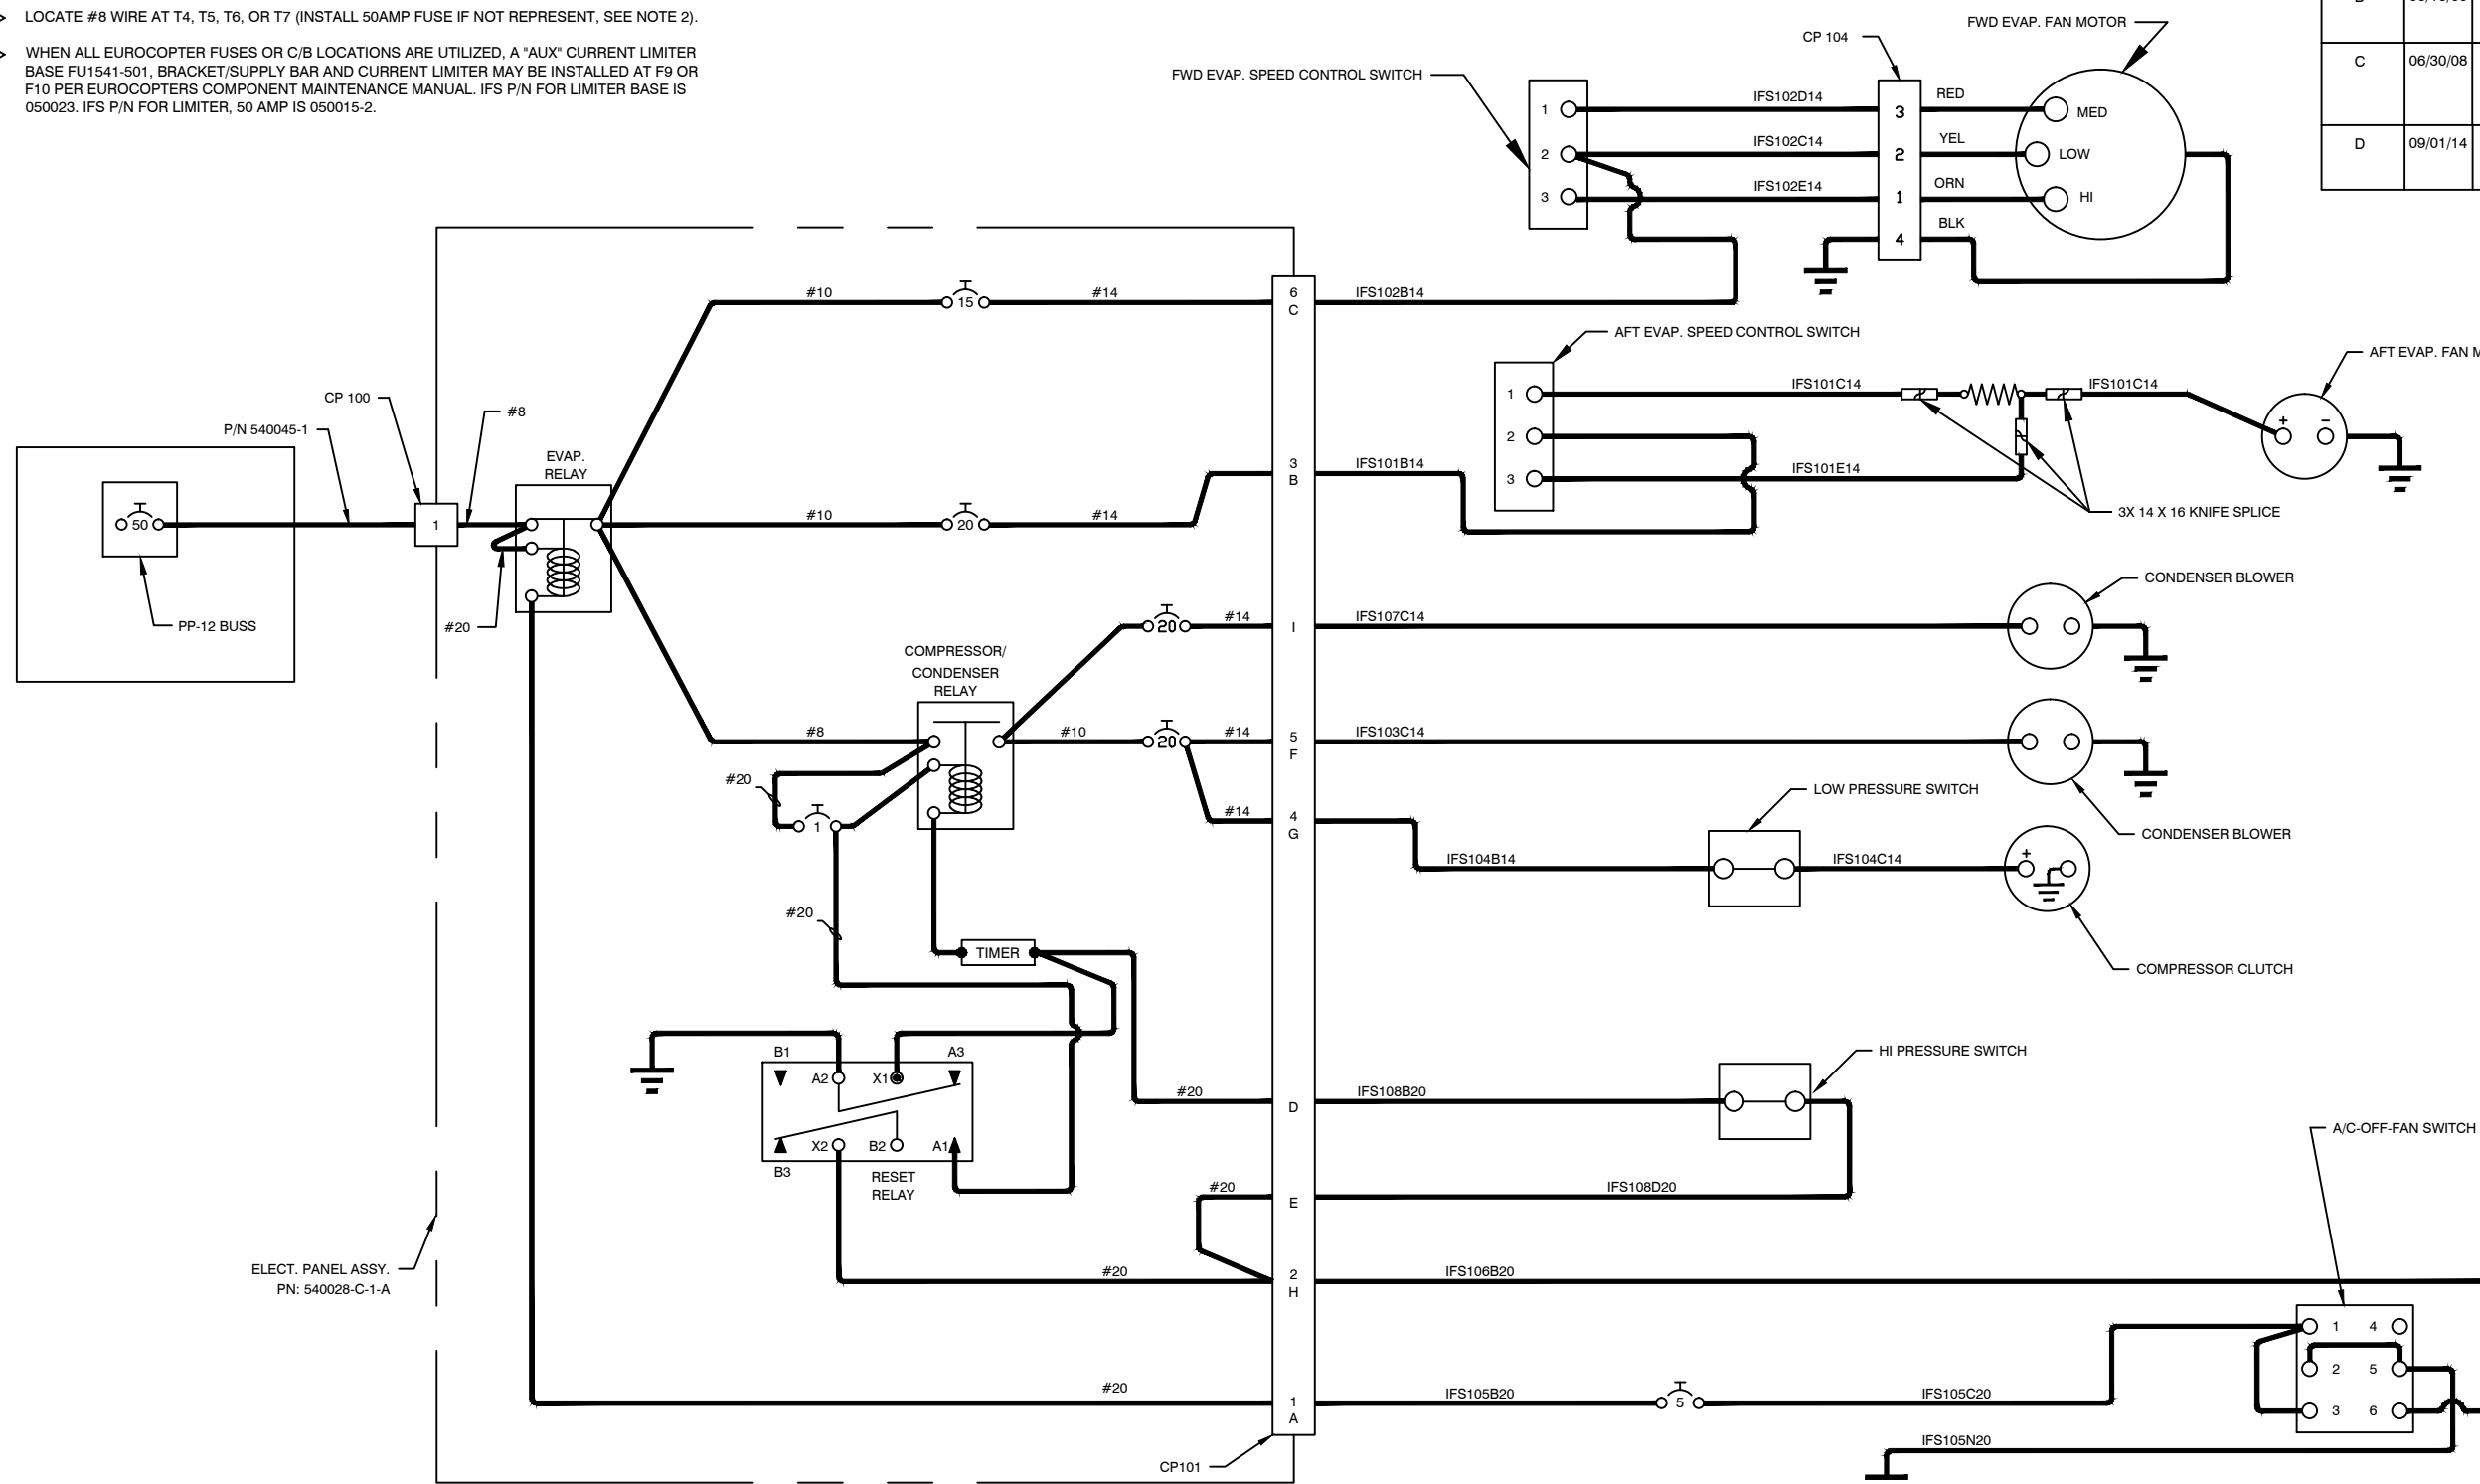 LOCATE #8 WIRE AT T4, T5, T6, OR T7 (INSTALL 50AMP FUSE IF NOT REPRESENT, SEE NOTE 2).
WHEN ALL EUROCOPTER FUSES OR C/B LOCATIONS ARE UTILIZED, A "AUX" CURRENT LIMITER
BASE FU1541-501, BRACKET/SUPPLY BAR AND CURRENT LIMITER MAY BE INSTALLED AT F9 OR
F10 PER EUROCOPTERS COMPONENT MAINTENANCE MANUAL. IFS P/N FOR LIMITER BASE IS
050023. IFS P/N FOR LIMITER, 50 AMP IS 050015-2.
C 06/30/08
D 09/01/14
FWD EVAP. FAN MOTOR
CP 104
FWD EVAP. SPEED CONTROL SWITCH
1 IFS102D14 3 RED MED
2 IFS102C14 2 YEL LOW
3 IFS102E14 1 ORN HI
4 BLK
#10 15 #14 6 C IFS102B14
AFT EVAP. SPEED CONTROL SWITCH
AFT EVAP. FAN
1 IFS101C14 IFS101C14 + -
2
3 IFS101E14
3X 14 X 16 KNIFE SPLICE
CP 100
#8
P/N 540045-1
EVAP.
RELAY
50
1
#10 20 #14 3 B IFS101B14
PP-12 BUSS
#20
CONDENSER BLOWER
20 #14 I IFS107C14
COMPRESSOR/
CONDENSER
RELAY
#8 #10 20 #14 5 F IFS103C14
#20
1
#14 4 G
LOW PRESSURE SWITCH
CONDENSER BLOWER
IFS104B14 IFS104C14 +
COMPRESSOR CLUTCH
#20
TIMER
HI PRESSURE SWITCH
B1 A3
A2 X1
#20 D IFS108B20
X2 B2 A1
B3 RESET
RELAY
#20 E IFS108D20
A/C-OFF-FAN SWITCH
ELECT. PANEL ASSY.
PN: 540028-C-1-A
#20 2 H IFS106B20
1 4
2 5
3 6
#20 1 A IFS105B20 5 IFS105C20
IFS105N20
CP101